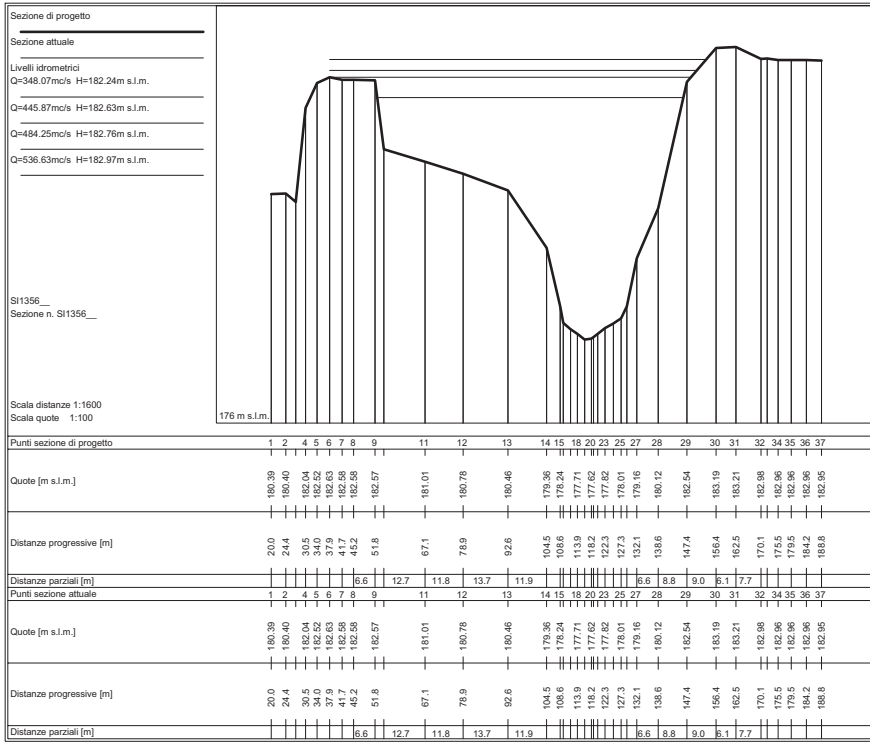 Sezione di progetto
Sezione attuale
Livelli idrometrici
Q=348.07mc/s H=182.24m s.l.m.
Q=445.87mc/s H=182.63m s.l.m.
Q=484.25mc/s H=182.76m s.l.m.
Q=536.63mc/s H=182.97m s.l.m.
SI1356__
Sezione n. SI1356__
Scala distanze 1:1600
Scala quote 1:100
176 m s.l.m.
Punti sezione di progetto 1 2 4 5 6 7 8 9 11 12 13 14 15 18 20 23 25 27 28 29 30 31 32 34 35 36 37
Quote [m s.l.m.] 180.39 180.40 182.04 182.52 182.63 182.58 182.58 182.57 181.01 180.78 180.46 179.36 178.24 177.71 177.62 177.82 178.01 179.16 180.12 182.54 183.19 183.21 182.98 182.96 182.96 182.96 182.95
Distanze progressive [m] 20.0 24.4 30.5 34.0 37.9 41.7 45.2 51.8 67.1 78.9 92.6 104.5 108.6 113.9 118.2 122.3 127.3 132.1 138.6 147.4 156.4 162.5 170.1 175.5 179.5 184.2 188.8
Distanze parziali [m] 6.6 12.7 11.8 13.7 11.9 6.6 8.8 9.0 6.1 7.7
Punti sezione attuale 1 2 4 5 6 7 8 9 11 12 13 14 15 18 20 23 25 27 28 29 30 31 32 34 35 36 37
Quote [m s.l.m.] 180.39 180.40 182.04 182.52 182.63 182.58 182.58 182.57 181.01 180.78 180.46 179.36 178.24 177.71 177.62 177.82 178.01 179.16 180.12 182.54 183.19 183.21 182.98 182.96 182.96 182.96 182.95
Distanze progressive [m] 20.0 24.4 30.5 34.0 37.9 41.7 45.2 51.8 67.1 78.9 92.6 104.5 108.6 113.9 118.2 122.3 127.3 132.1 138.6 147.4 156.4 162.5 170.1 175.5 179.5 184.2 188.8
Distanze parziali [m] 6.6 12.7 11.8 13.7 11.9 6.6 8.8 9.0 6.1 7.7